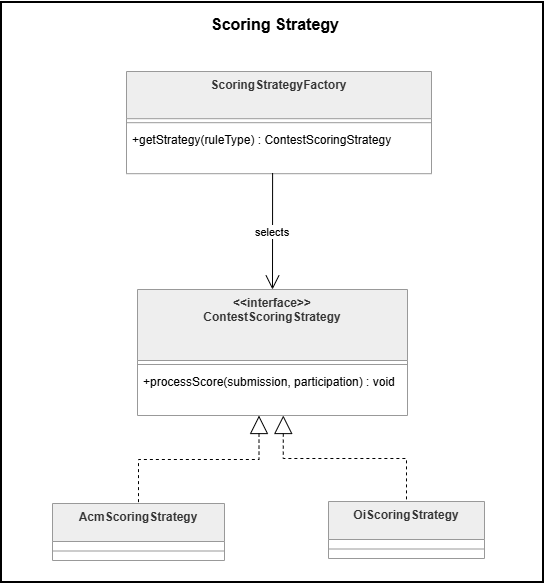 Scoring Strategy
ScoringStrategyFactory
+getStrategy(ruleType) : ContestScoringStrategy
selects
<<interface>>
ContestScoringStrategy
+processScore(submission, participation) : void
AcmScoringStrategy
OiScoringStrategy